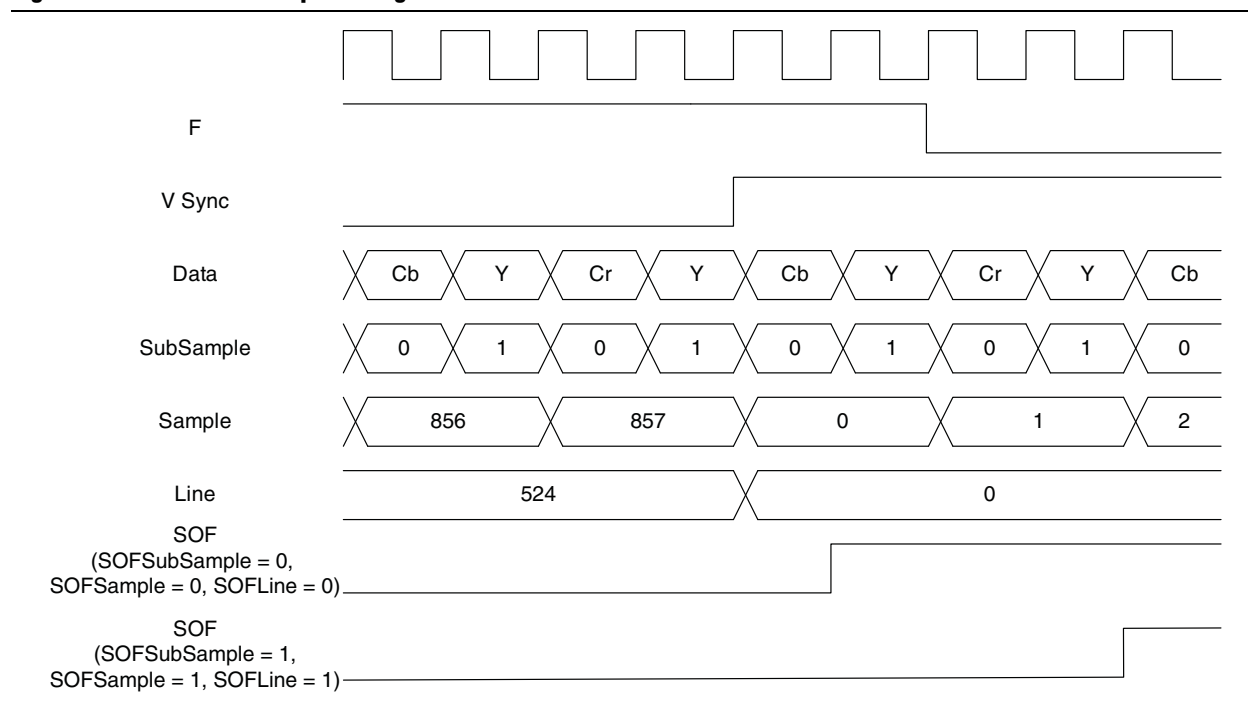 F
V Sync
Data Cb Y Cr Y Cb Y Cr Y Cb
SubSample 0 1 0 1 0 1 0 1 0
Sample 856 857 0 1 2
Line 524 0
SOF
(SOFSubSample = 0,
SOFSample = 0, SOFLine = 0)
SOF
(SOFSubSample = 1,
SOFSample = 1, SOFLine = 1)